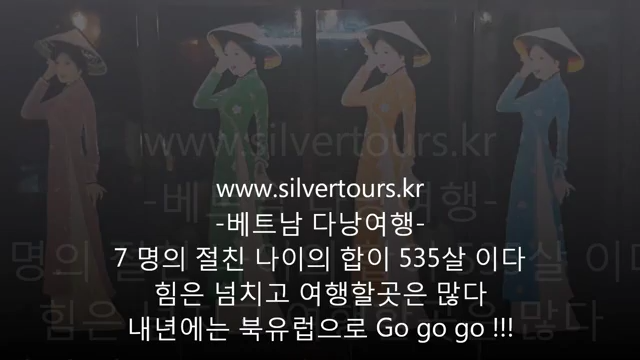 www.silvertours.kr
-베트남 다낭여행-
7 명의 절친 나이의 합이 535살 이다
힘은 넘치고 여행할곳은 많다
내년에는 북유럽으로 Go go go !!!